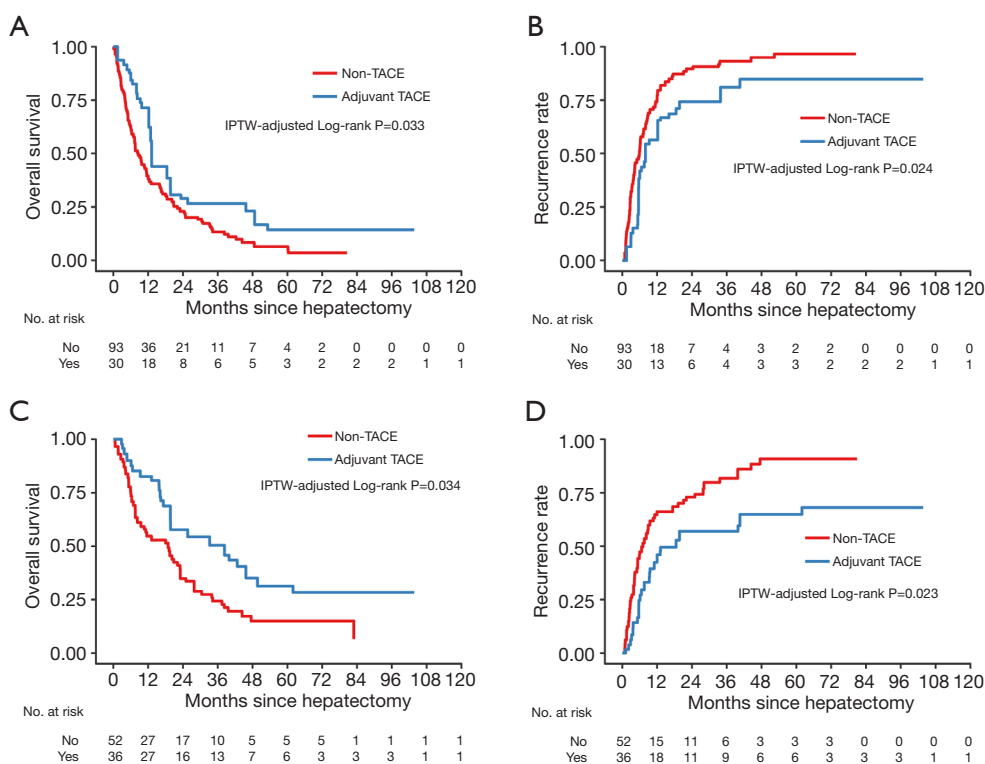 A
1.00
0.75
0.50
0.25
0.00
Overall survival
Non-TACE
Adjuvant TACE
IPTW-adjusted Log-rank P=0.033
0 12 24 36 48 60 72 84 96 108 120
Months since hepatectomy
No. at risk
No 93 36 21 11 7 4 2 0 0 0 0
Yes 30 18 8 6 5 3 2 2 2 1 1
B
1.00
0.75
0.50
0.25
0.00
Recurrence rate
Non-TACE
Adjuvant TACE
IPTW-adjusted Log-rank P=0.024
0 12 24 36 48 60 72 84 96 108 120
Months since hepatectomy
No. at risk
No 93 18 7 4 3 2 2 0 0 0 0
Yes 30 13 6 4 3 3 2 2 2 1 1
C
1.00
0.75
0.50
0.25
0.00
Overall survival
Non-TACE
Adjuvant TACE
IPTW-adjusted Log-rank P=0.034
0 12 24 36 48 60 72 84 96 108 120
Months since hepatectomy
No. at risk
No 52 27 17 10 5 5 5 1 1 1 1
Yes 36 27 16 13 7 6 3 3 3 1 1
D
1.00
0.75
0.50
0.25
0.00
Recurrence rate
Non-TACE
Adjuvant TACE
IPTW-adjusted Log-rank P=0.023
0 12 24 36 48 60 72 84 96 108 120
Months since hepatectomy
No. at risk
No 52 15 11 6 3 3 3 0 0 0 0
Yes 36 18 11 9 6 6 3 3 3 1 1